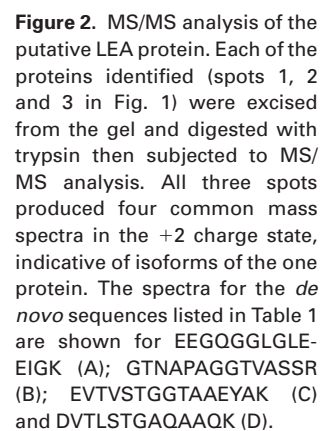 Figure 2. MS/MS analysis of the
putative LEA protein. Each of the
proteins identified (spots 1, 2
and 3 in Fig. 1) were excised
from the gel and digested with
trypsin then subjected to MS/
MS analysis. All three spots
produced four common mass
spectra in the +2 charge state,
indicative of isoforms of the one
protein. The spectra for the de
novo sequences listed in Table 1
are shown for EEGQGGLGLE-
EIGK (A); GTNAPAGGTVASSR
(B); EVTVSTGGTAAEYAK (C)
and DVTLSTGAQAAQK (D).